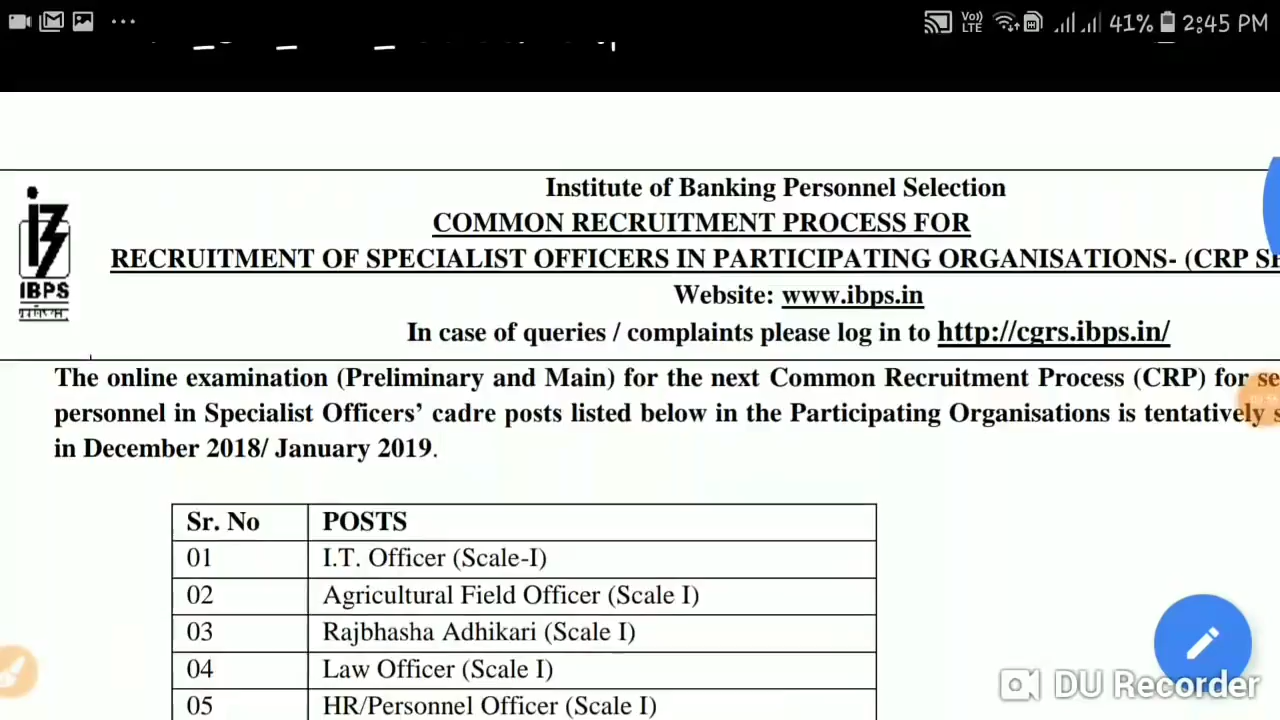 Vo))
LTE
41% 2:45 PM
Institute of Banking Personnel Selection
COMMON RECRUITMENT PROCESS FOR
RECRUITMENT OF SPECIALIST OFFICERS IN PARTICIPATING ORGANISATIONS- (CRP
IBPS
Website: www.ibps.in
In case of queries / complaints please log in to http://cgrs.ibps.in/
The online examination (Preliminary and Main) for the next Common Recruitment Process (CRP) for
personnel in Specialist Officers’ cadre posts listed below in the Participating Organisations is tentatively
in December 2018/ January 2019.
Sr. No POSTS
01 I.T. Officer (Scale-I)
02 Agricultural Field Officer (Scale I)
03 Rajbhasha Adhikari (Scale I)
04 Law Officer (Scale I)
05 HR/Personnel Officer (Scale I)
DU Recorder